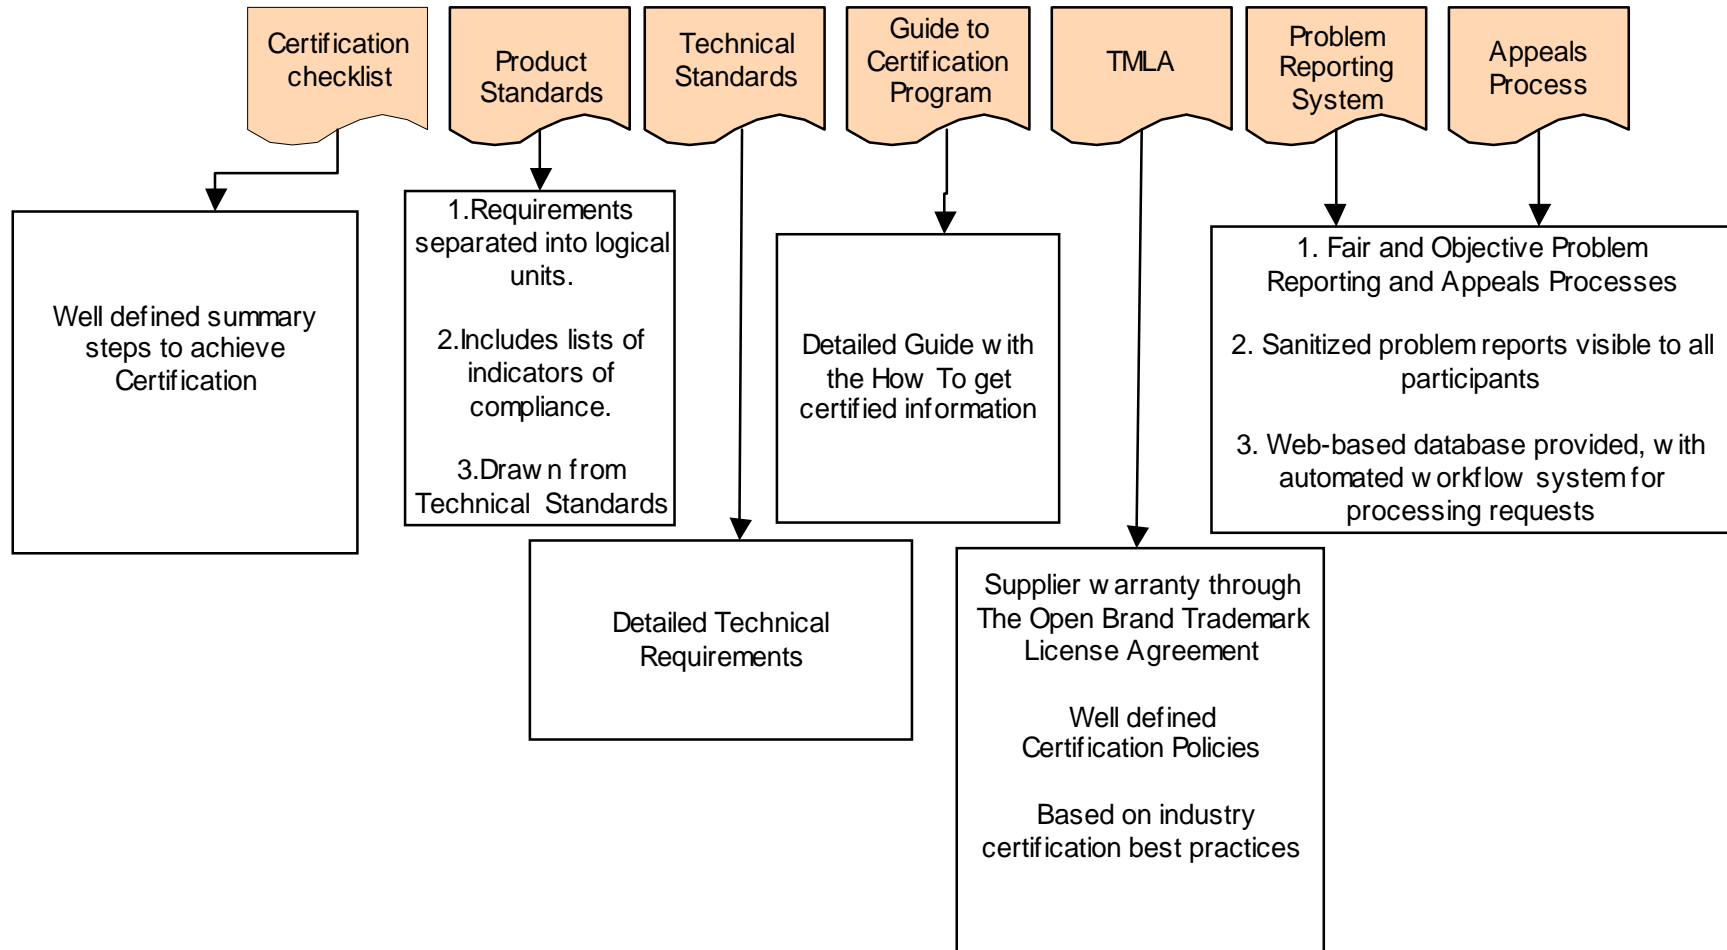 Certification
checklist
Product
Standards
Technical
Standards
Guide to
Certification
Program
TMLA
Problem
Reporting
System
Appeals
Process
Well defined summary
steps to achieve
Certification
1.Requirements
separated into logical
units.
2.Includes lists of
indicators of
compliance.
3.Drawn from
Technical Standards
Detailed Technical
Requirements
Detailed Guide with
the How To get
certified information
Supplier warranty through
The Open Brand Trademark
License Agreement
Well defined
Certification Policies
Based on industry
certification best practices
1. Fair and Objective Problem
Reporting and Appeals Processes
2. Sanitized problem reports visible to all
participants
3. Web-based database provided, with
automated workflow system for
processing requests